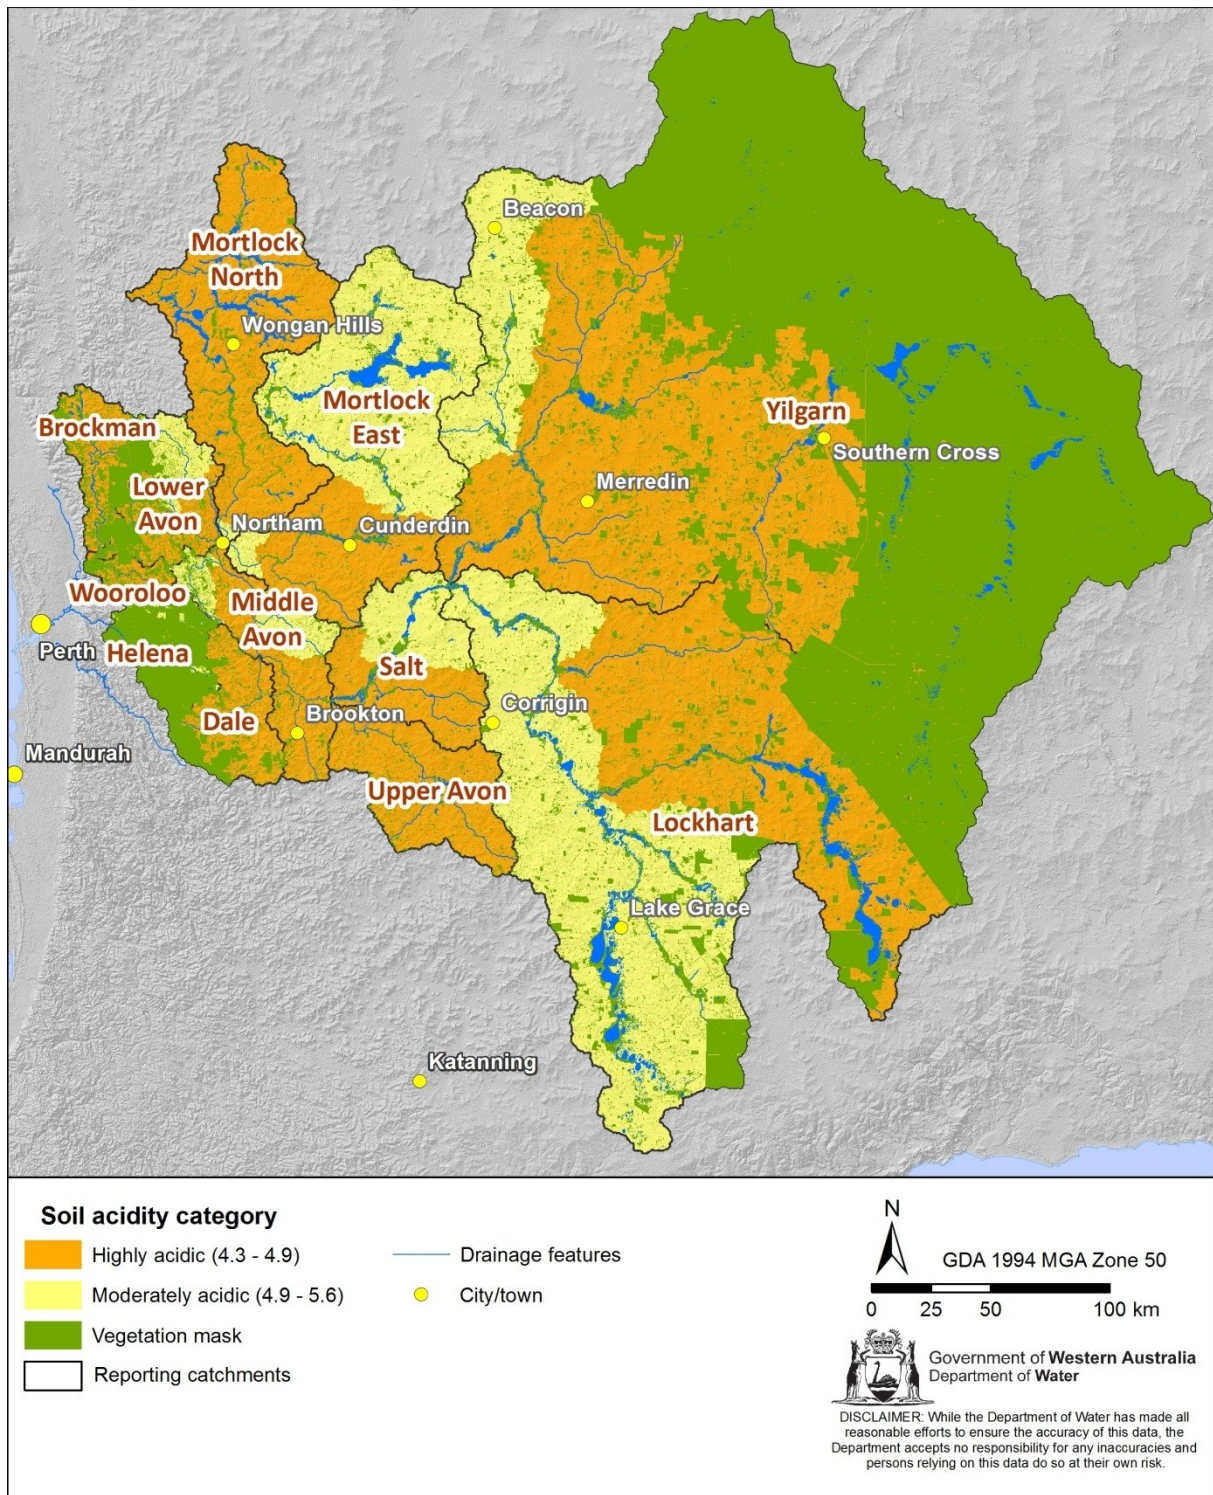 Beacon
Mortlock
North
Wongan Hills
Mortlock
East
Brockman
Yilgarn
Southern Cross
Merredin
Lower
Avon
Northam
Cunderdin
Wooroloo
Middle
Avon
Perth
Helena
Salt
Dale
Brookton
Corrigin
Mandurah
Upper Avon
Lockhart
Lake Grace
Katanning
Soil acidity category
Highly acidic (4.3 - 4.9)
Moderately acidic (4.9 - 5.6)
Vegetation mask
Reporting catchments
Drainage features
City/town
N
GDA 1994 MGA Zone 50
0 25 50 100 km
Government of Western Australia
Department of Water
DISCLAIMER: While the Department of Water has made all
reasonable efforts to ensure the accuracy of this data, the
Department accepts no responsibility for any inaccuracies and
persons relying on this data do so at their own risk.